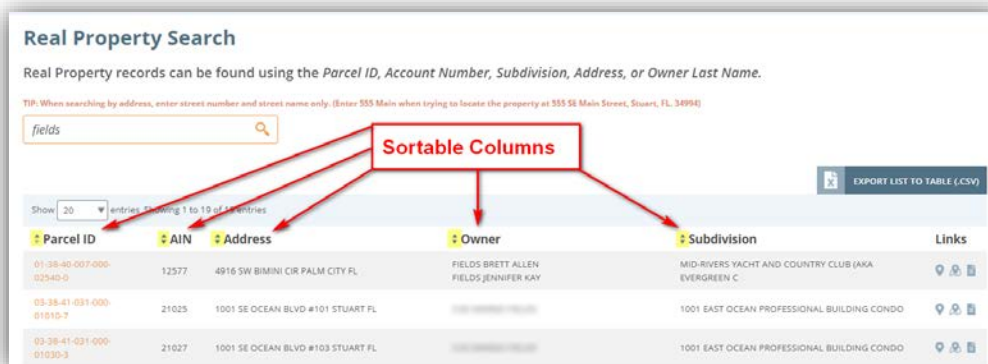 Real Property Search
Real Property records can be found using the Parcel ID, Account Number, Subdivision, Address, or Owner Last Name.
TIP: When searching by address, enter street number and street name only. (Enter 555 Main when trying to locate the property at 555 SE Main Street, Stuart, FL. 34994)
fields
Sortable Columns
EXPORT LIST TO TABLE (.CSV)
Show 20 entries Showing 1 to 19 of entries
Parcel ID AIN Address Owner Subdivision Links
01-38-40-007-000- 12577 4916 SW BIMINI CIR PALM CITY FL FIELDS BRETT ALLEN MID-RIVERS YACHT AND COUNTRY CLUB (AKA
02540-0 FIELDS JENNIFER KAY EVERGREEN C
03-38-41-031-000- 21025 1001 SE OCEAN BLVD #101 STUART FL 1001 EAST OCEAN PROFESSIONAL BUILDING CONDO
01010-7
03-38-41-031-000- 21027 1001 SE OCEAN BLVD #103 STUART FL 1001 EAST OCEAN PROFESSIONAL BUILDING CONDO
01030-3